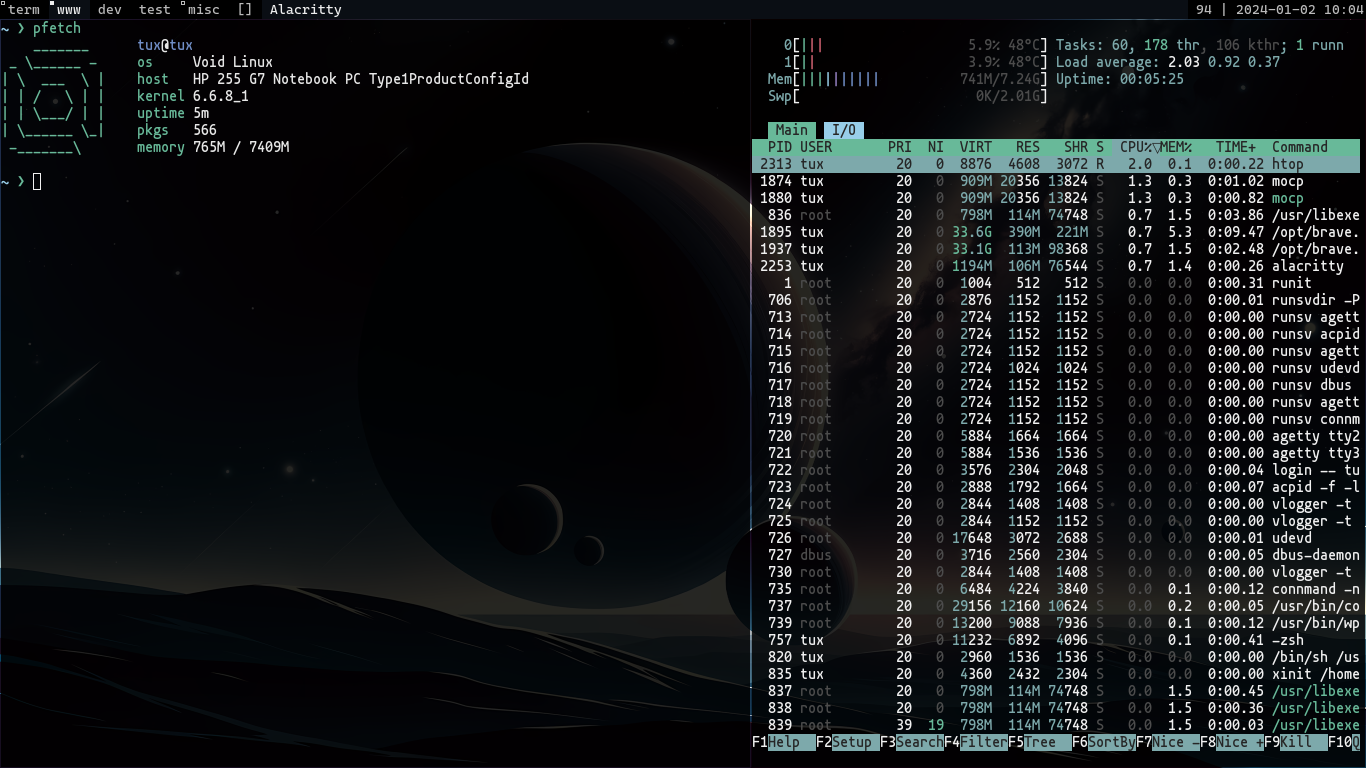 term www dev test misc [] Alacritty 94 | 2024-01-02 10:04
~ ❯ pfetch
tux@tux
os Void Linux
host HP 255 G7 Notebook PC Type1ProductConfigId
kernel 6.6.8_1
uptime 5m
pkgs 566
memory 765M / 7409M
~ ❯
0[||| 5.9% 48°C] Tasks: 60, 178 thr, 106 kthr; 1 runn
1[|| 3.9% 48°C] Load average: 2.03 0.92 0.37
Mem[|||||||||| 741M/7.24G] Uptime: 00:05:25
Swp[ 0K/2.01G]
Main I/O
PID USER PRI NI VIRT RES SHR S CPU%▽MEM% TIME+ Command
2313 tux 20 0 8876 4608 3072 R 2.0 0.1 0:00.22 htop
1874 tux 20 0 909M 20356 13824 S 1.3 0.3 0:01.02 mocp
1880 tux 20 0 909M 20356 13824 S 1.3 0.3 0:00.82 mocp
836 root 20 0 798M 114M 74748 S 0.7 1.5 0:03.86 /usr/libexe
1895 tux 20 0 33.6G 390M 221M S 0.7 5.3 0:09.47 /opt/brave.
1937 tux 20 0 33.1G 113M 98368 S 0.7 1.5 0:02.48 /opt/brave.
2253 tux 20 0 1194M 106M 76544 S 0.7 1.4 0:00.26 alacritty
1 root 20 0 1004 512 512 S 0.0 0.0 0:00.31 runit
706 root 20 0 2876 1152 1152 S 0.0 0.0 0:00.01 runsvdir -P
713 root 20 0 2724 1152 1152 S 0.0 0.0 0:00.00 runsv agett
714 root 20 0 2724 1152 1152 S 0.0 0.0 0:00.00 runsv acpid
715 root 20 0 2724 1152 1152 S 0.0 0.0 0:00.00 runsv agett
716 root 20 0 2724 1024 1024 S 0.0 0.0 0:00.00 runsv udevd
717 root 20 0 2724 1152 1152 S 0.0 0.0 0:00.00 runsv dbus
718 root 20 0 2724 1152 1152 S 0.0 0.0 0:00.00 runsv agett
719 root 20 0 2724 1152 1152 S 0.0 0.0 0:00.00 runsv connm
720 root 20 0 5884 1664 1664 S 0.0 0.0 0:00.00 agetty tty2
721 root 20 0 5884 1536 1536 S 0.0 0.0 0:00.00 agetty tty3
722 root 20 0 3576 2304 2048 S 0.0 0.0 0:00.04 login -- tu
723 root 20 0 2888 1792 1664 S 0.0 0.0 0:00.07 acpid -f -l
724 root 20 0 2844 1408 1408 S 0.0 0.0 0:00.00 vlogger -t
725 root 20 0 2844 1152 1152 S 0.0 0.0 0:00.00 vlogger -t
726 root 20 0 17648 3072 2688 S 0.0 0.0 0:00.01 udevd
727 dbus 20 0 3716 2560 2304 S 0.0 0.0 0:00.05 dbus-daemon
730 root 20 0 2844 1408 1408 S 0.0 0.0 0:00.00 vlogger -t
735 root 20 0 6484 4224 3840 S 0.0 0.1 0:00.12 connmand -n
737 root 20 0 29156 12160 10624 S 0.0 0.2 0:00.05 /usr/bin/co
739 root 20 0 13200 9088 7936 S 0.0 0.1 0:00.12 /usr/bin/wp
757 tux 20 0 11232 6892 4096 S 0.0 0.1 0:00.41 -zsh
820 tux 20 0 2960 1536 1536 S 0.0 0.0 0:00.00 /bin/sh /us
835 tux 20 0 4360 2432 2304 S 0.0 0.0 0:00.00 xinit /home
837 root 20 0 798M 114M 74748 S 0.0 1.5 0:00.45 /usr/libexe
838 root 20 0 798M 114M 74748 S 0.0 1.5 0:00.36 /usr/libexe
839 root 39 19 798M 114M 74748 S 0.0 1.5 0:00.03 /usr/libexe
F1Help F2Setup F3SearchF4FilterF5Tree F6SortByF7Nice -F8Nice +F9Kill F10Q